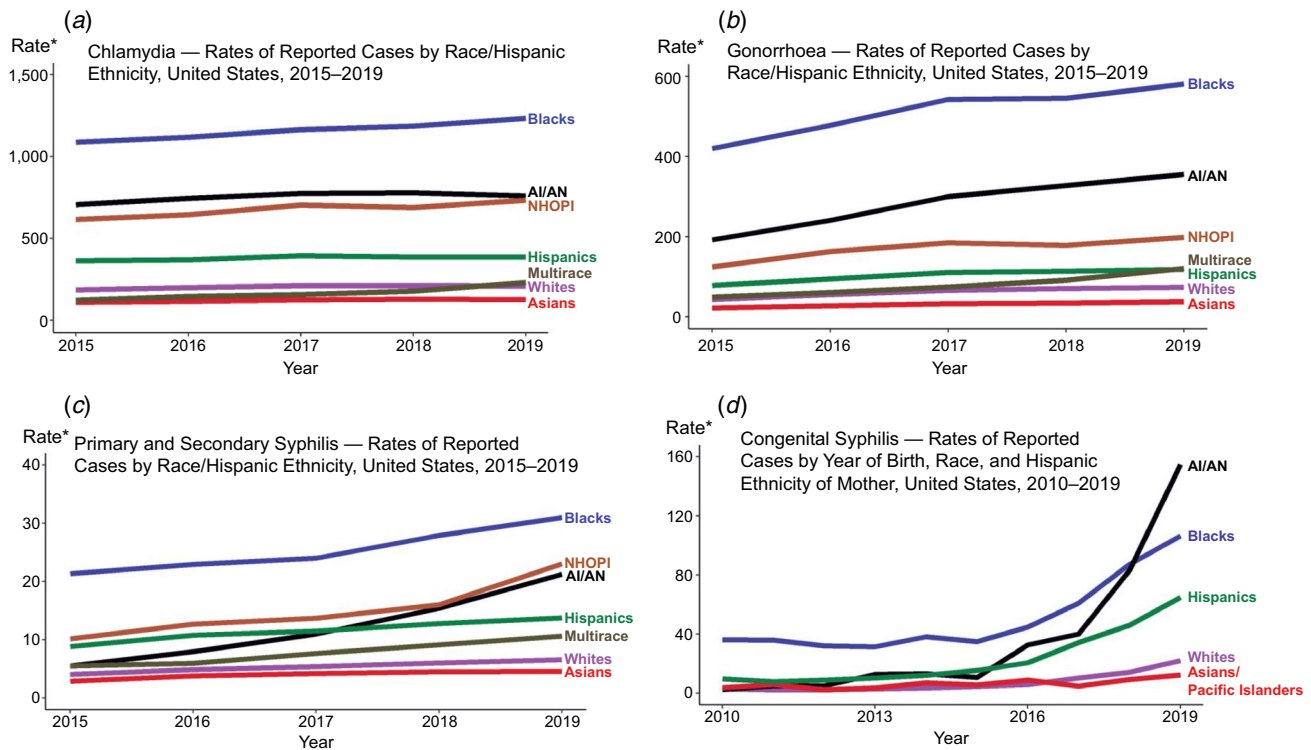 (a)
Rate*
Chlamydia — Rates of Reported Cases by Race/Hispanic
Ethnicity, United States, 2015–2019
1,500
1,000
500
0
Blacks
AI/AN
NHOPI
Hispanics
Multirace
Whites
Asians
2015 2016 2017 2018 2019
Year
(b)
Rate*
Gonorrhoea — Rates of Reported Cases by
Race/Hispanic Ethnicity, United States, 2015–2019
600
400
200
0
Blacks
AI/AN
NHOPI
Multirace
Hispanics
Whites
Asians
2015 2016 2017 2018 2019
Year
(c)
Rate*
Primary and Secondary Syphilis — Rates of Reported
Cases by Race/Hispanic Ethnicity, United States, 2015–2019
40
30
20
10
0
Blacks
NHOPI
AI/AN
Hispanics
Multirace
Whites
Asians
2015 2016 2017 2018 2019
Year
(d)
Rate*
Congenital Syphilis — Rates of Reported
Cases by Year of Birth, Race, and Hispanic
Ethnicity of Mother, United States, 2010–2019
160
120
80
40
0
AI/AN
Blacks
Hispanics
Whites
Asians/
Pacific Islanders
2010 2013 2016 2019
Year